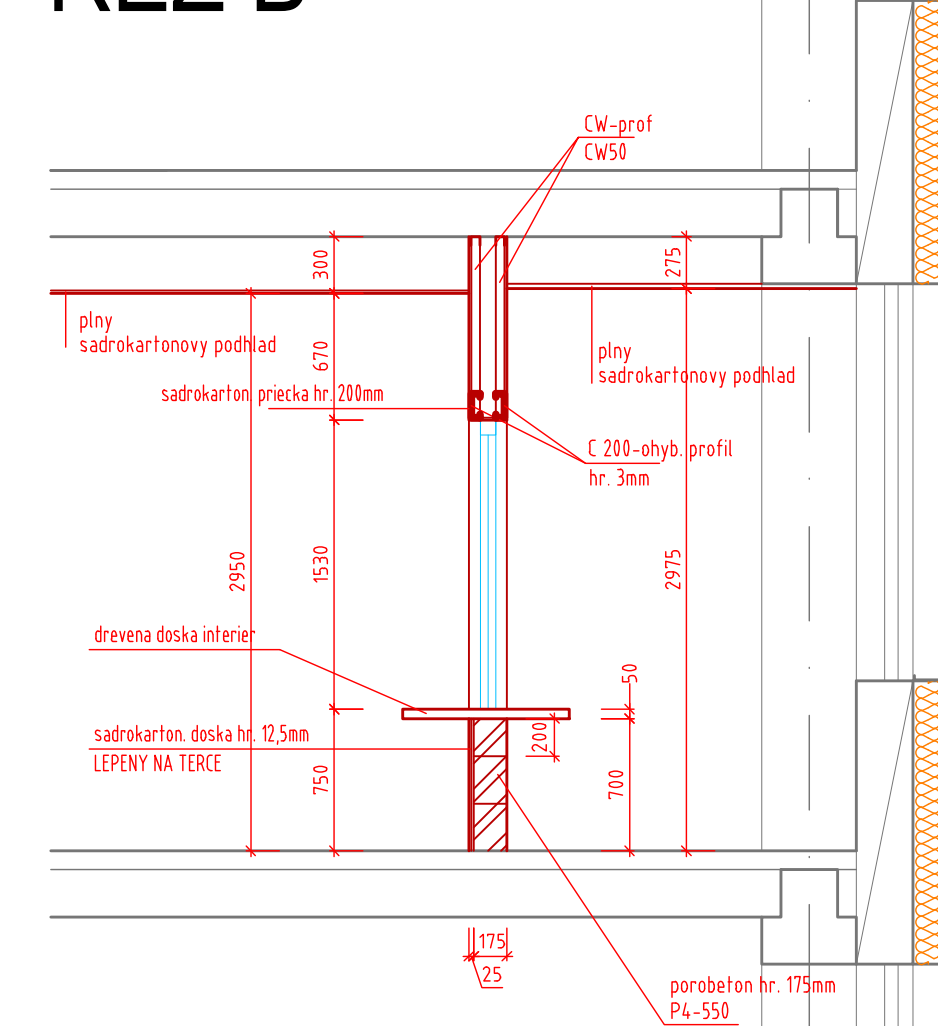 REZ B
CW-prof
CW50
300
275
plny
sadrokartonovy podhlad
670
plny
sadrokartonovy podhlad
sadrokarton. priecka hr. 200mm
C 200-ohyb. profil
hr. 3mm
2950
1530
2975
drevena doska interier
50
sadrokarton. doska hr. 12,5mm
LEPENY NA TERCE
200
750
700
175
25
porobeton hr. 175mm
P4-550